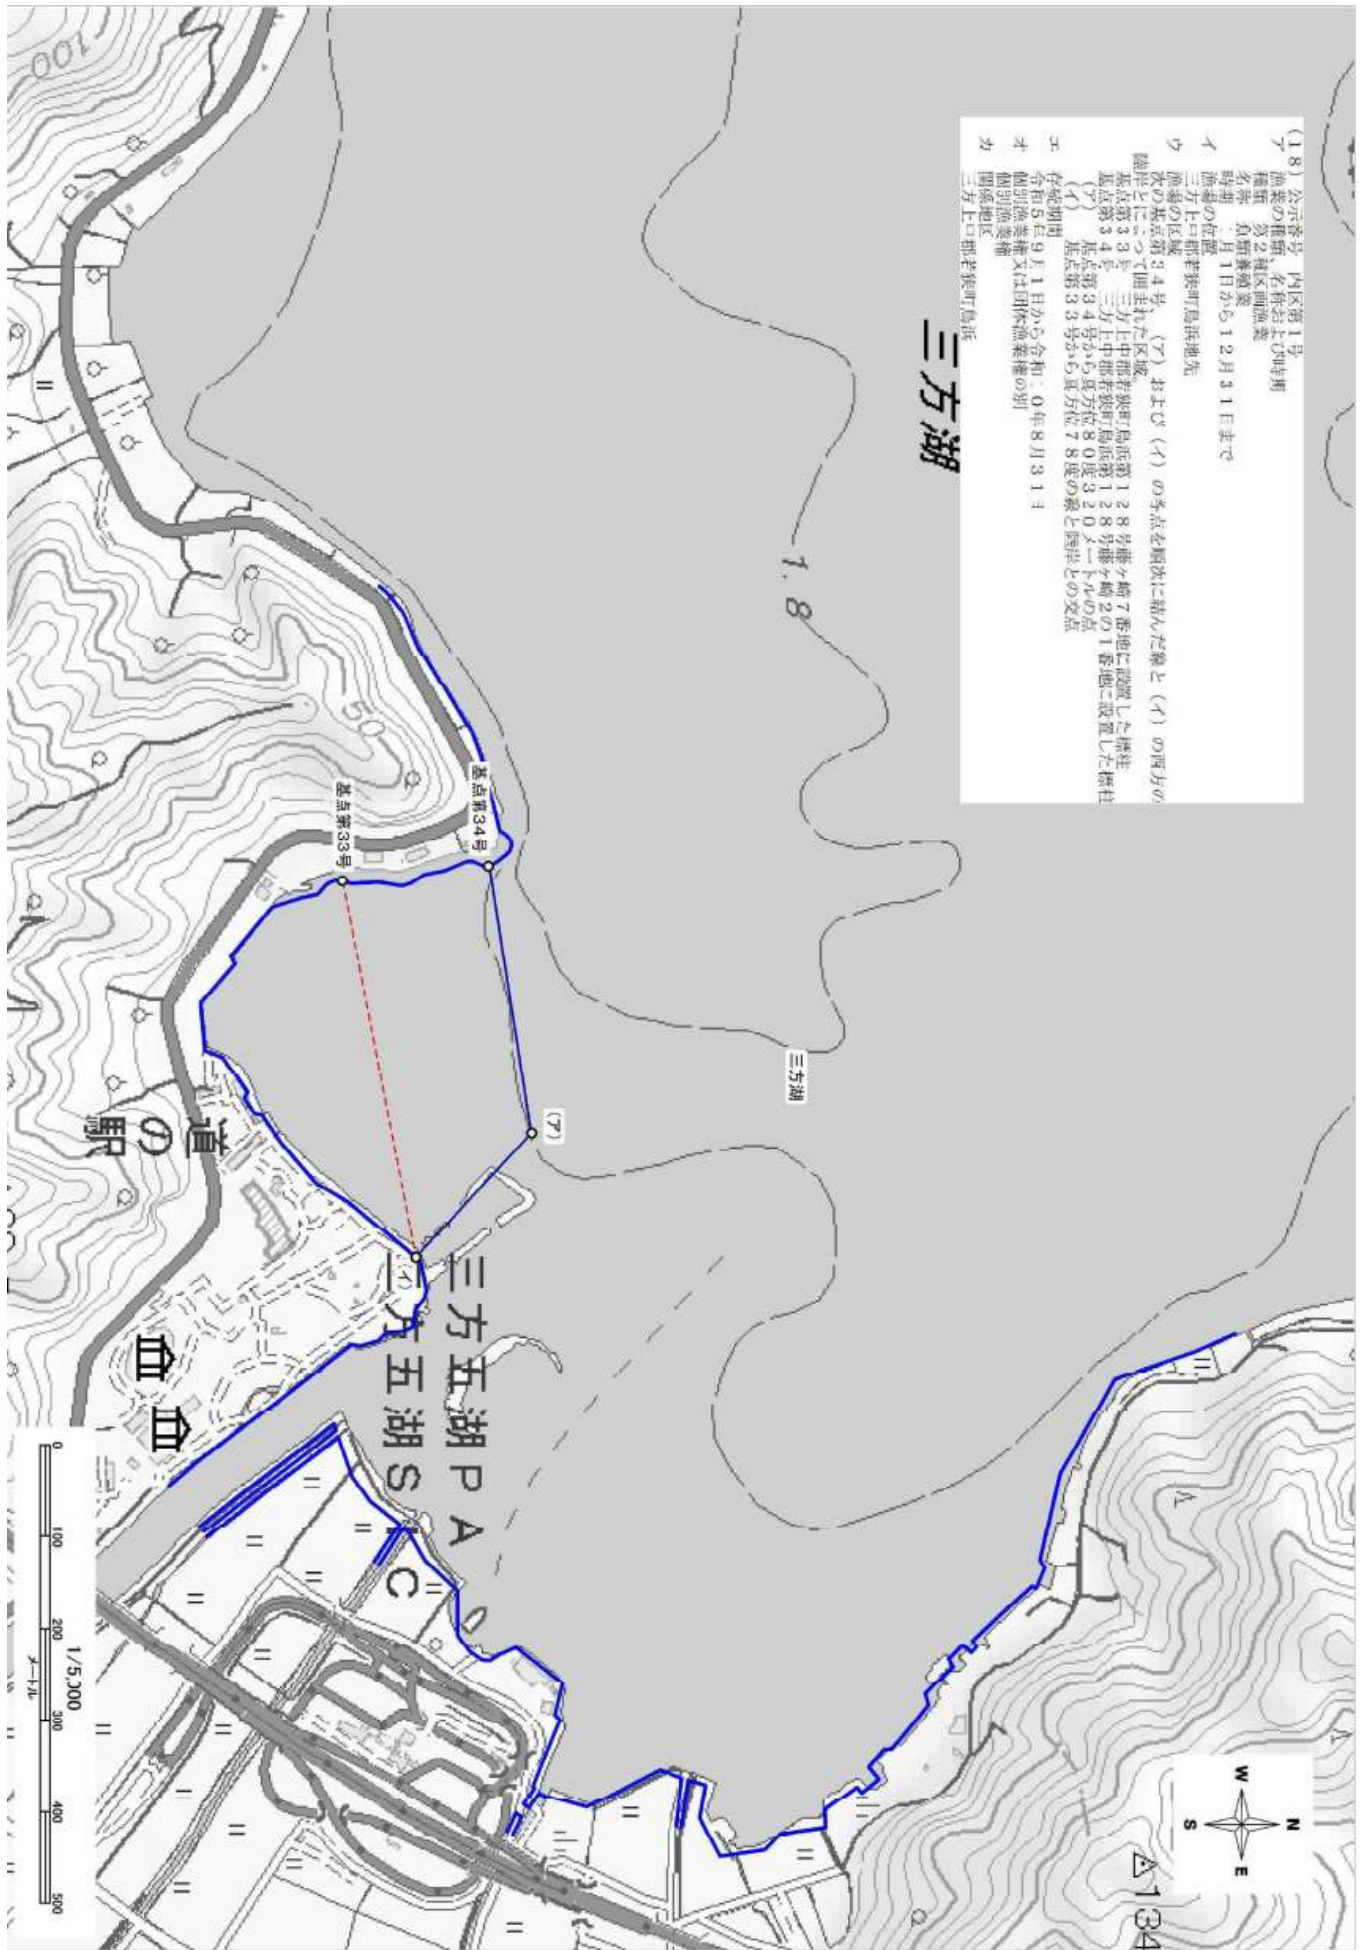 (18) 公示番号 内区第1号
ア 漁業の種類、名称および時期
種類 第2種区画漁業
名称 魚類養殖業
時期 月1日から12月31日まで
イ 漁場の位置
三方上 郡若狭町鳥浜地先
ウ 漁場の区域
次の基点第34号、(ア)および(イ)の各点を順次に結んだ線と(イ)の西方の
陸岸とによって囲まれた区域。
基点第33号 三方上中郡若狭町鳥浜第128号藤ヶ崎7番地に設置した標柱
基点第34号 三方上中郡若狭町鳥浜第128号藤ヶ崎2の1番地に設置した標柱
(ア) 基点第34号から真方位80度320メートルの点
(イ) 基点第33号から真方位78度の線と陸岸との交点
エ 存続期間
令和5年9月1日から令和 0年8月31日
オ 個別漁業権又は団体漁業権の別
個別漁業権
カ 関係地区
三方上 郡若狭町鳥浜
三方湖
1.8
三方湖
100
50
基点第34号
基点第33号
(ア)
(イ)
道の駅
三方五湖PA
三方五湖SIC
N
W
E
S
134
1/5,000
0
100
200
300
400
500
メートル